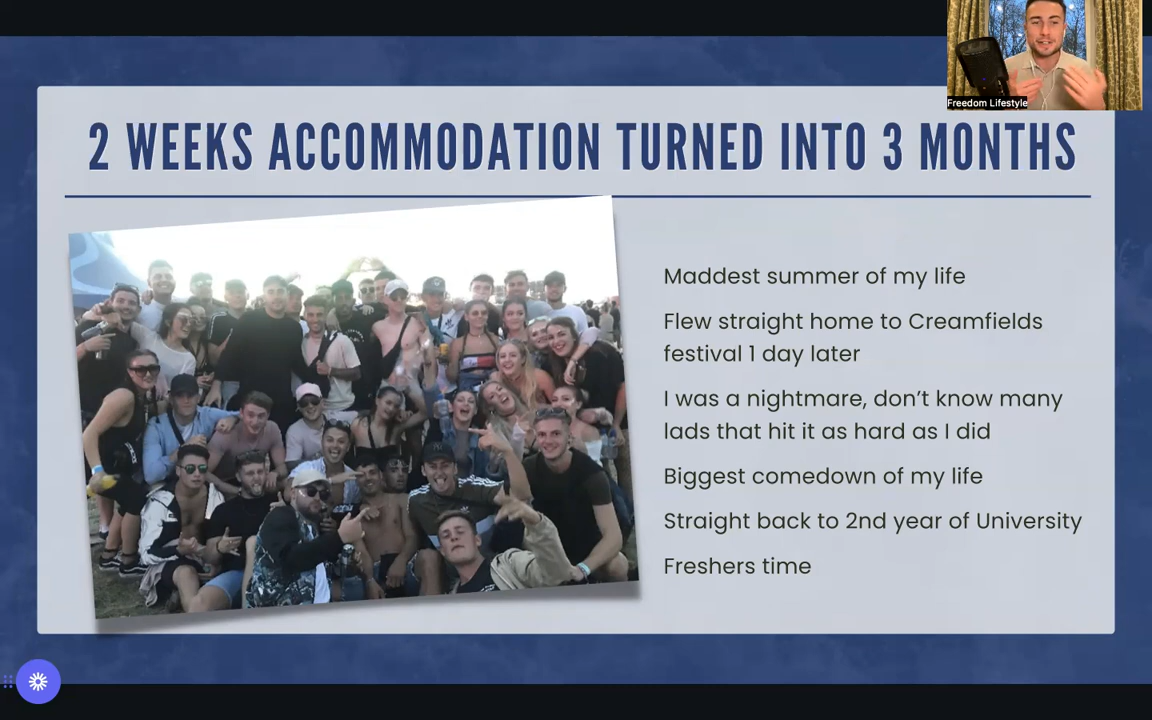 Freedom Lifestyle
2 WEEKS ACCOMMODATION TURNED INTO 3 MONTHS
Maddest summer of my life
Flew straight home to Creamfields
festival 1 day later
I was a nightmare, don’t know many
lads that hit it as hard as I did
Biggest comedown of my life
Straight back to 2nd year of University
Freshers time